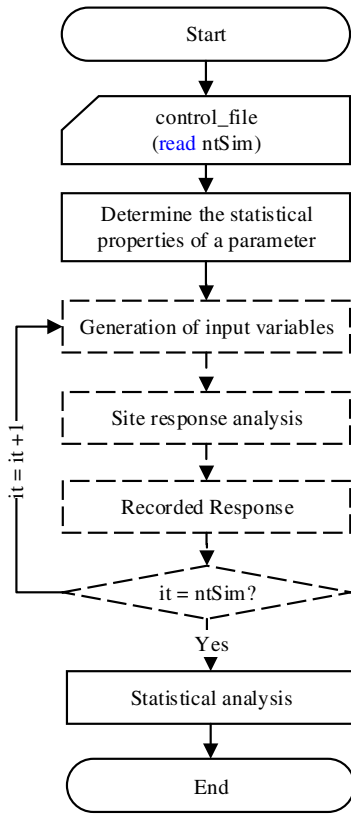 Start
control_file
(read ntSim)
Determine the statistical
properties of a parameter
Generation of input variables
Site response analysis
Recorded Response
it = it +1
it = ntSim?
Yes
Statistical analysis
End